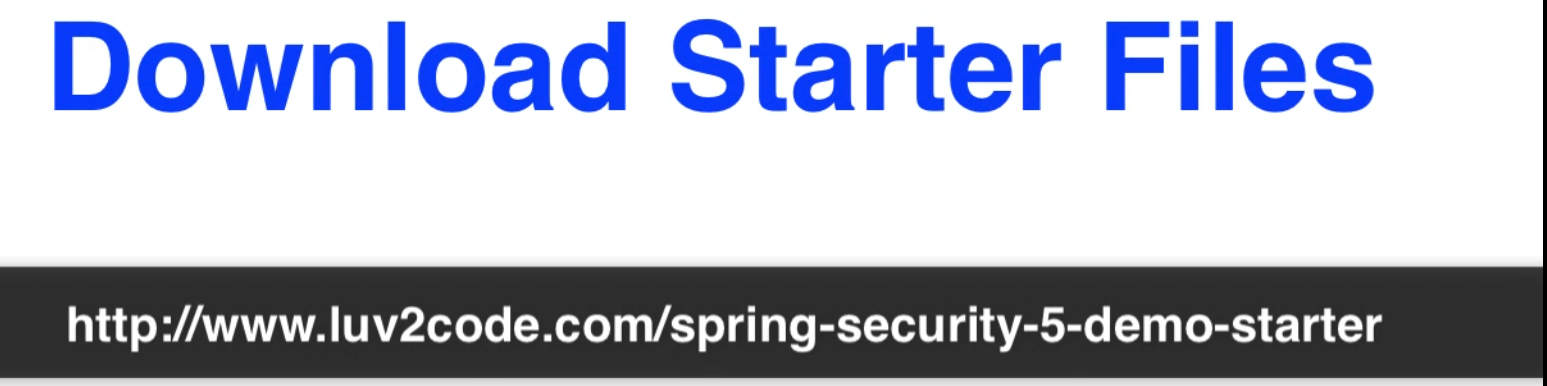 Download Starter Files
http://www.luv2code.com/spring-security-5-demo-starter